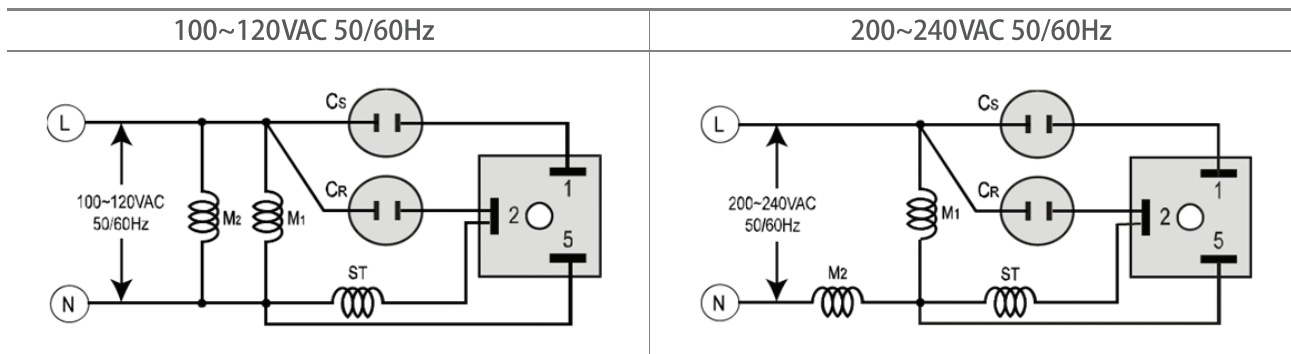 100~120VAC 50/60Hz
200~240VAC 50/60Hz
L
CS
100~120VAC
50/60Hz
M2
M1
CR
1
2
5
ST
N
L
CS
200~240VAC
50/60Hz
M1
CR
1
2
5
M2
ST
N